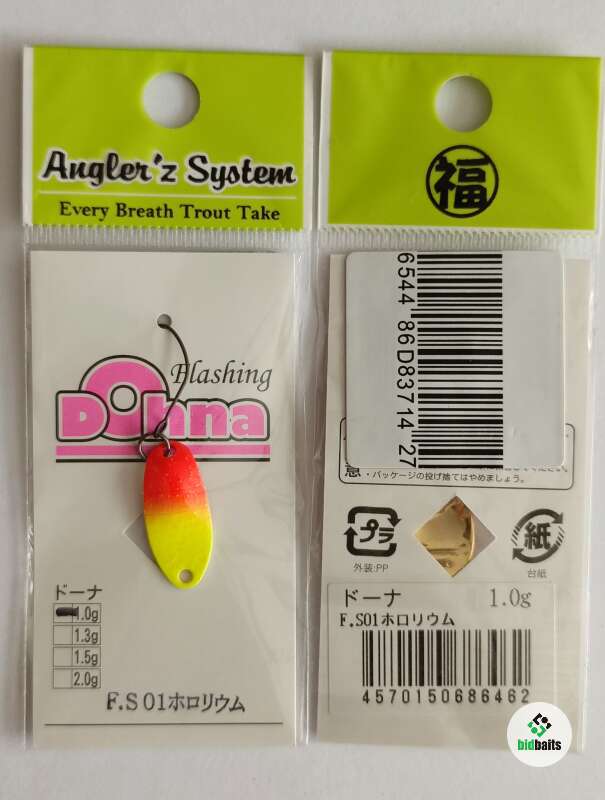 Angler'z System
Every Breath Trout Take
Flashing
Dohna
ドーナ
1.0g
1.3g
1.5g
2.0g
F.S01ホロリウム
福
6544 86D83714 27
・パッケージの投げ捨てはやめましょう。
プラ
外装:PP
紙
台紙
ドーナ 1.0g
F.S01ホロリウム
4570150686462
bidbaits